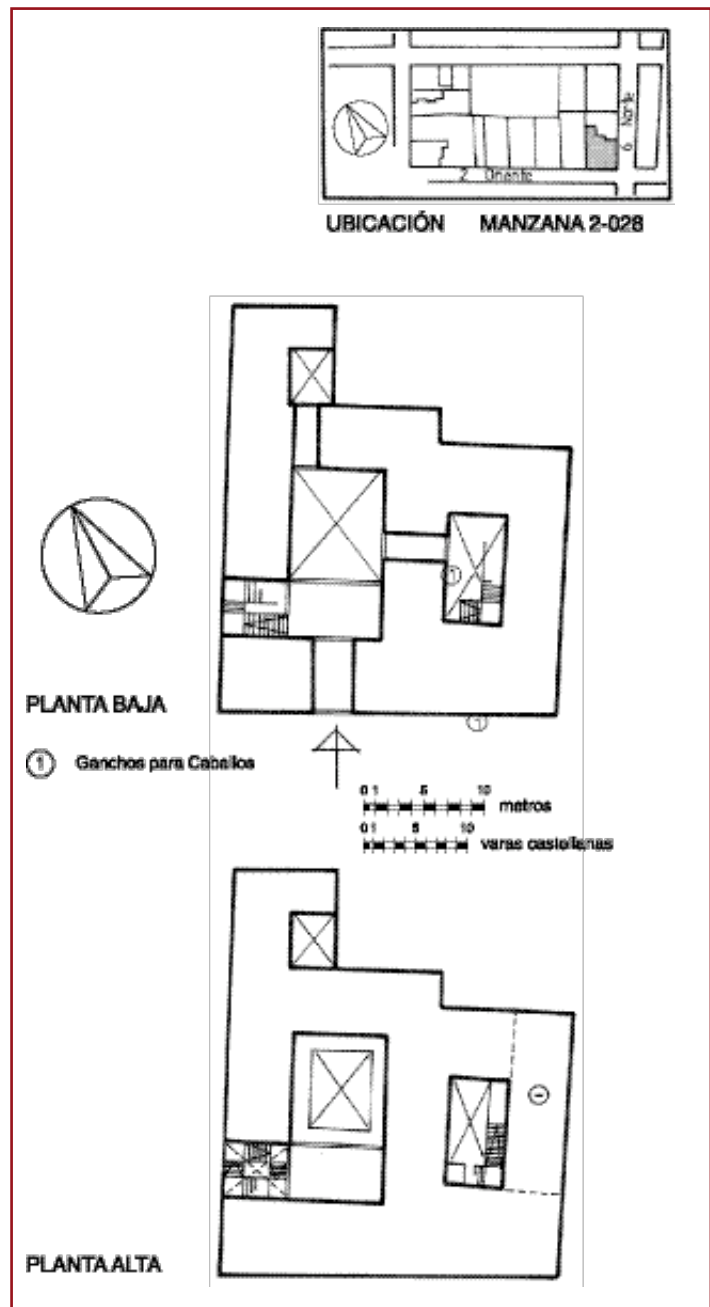 6 Norte
2 Oriente
UBICACIÓN MANZANA 2-028
1
PLANTA BAJA
1
1 Ganchos para Caballos
0 1 5 10 metros
0 1 5 10 varas castellanas
PLANTA ALTA